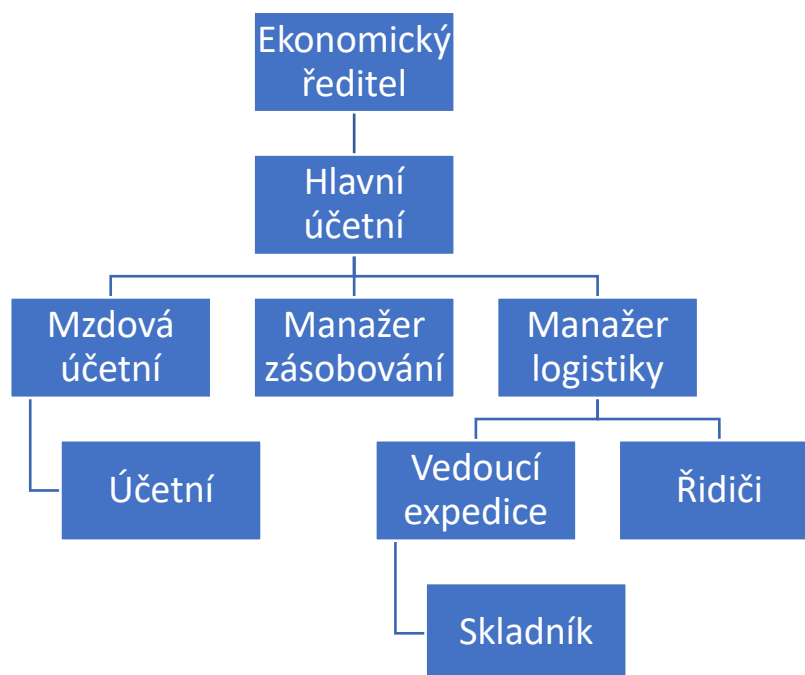 Ekonomický
ředitel
Hlavní
účetní
Mzdová
účetní
Manažer
zásobování
Manažer
logistiky
Účetní
Vedoucí
expedice
Řidiči
Skladník